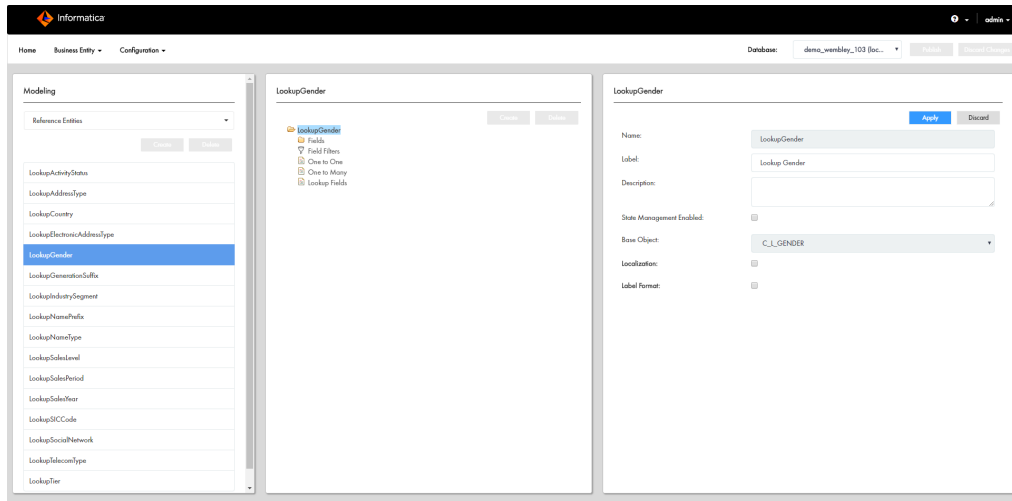 Informatica
? admin
Home Business Entity Configuration Database: demo_wembley_103 (loc... Publish Discard Changes
Modeling
Reference Entities
Create Delete
LookupActivityStatus
LookupAddressType
LookupCountry
LookupElectronicAddressType
LookupGender
LookupGenerationSuffix
LookupIndustrySegment
LookupNamePrefix
LookupNameType
LookupSalesLevel
LookupSalesPeriod
LookupSalesYear
LookupSICCode
LookupSocialNetwork
LookupTelecomType
LookupTier
LookupGender
Create Delete
LookupGender
Fields
Field Filters
One to One
One to Many
Lookup Fields
LookupGender
Apply Discard
Name: LookupGender
Label: Lookup Gender
Description:
State Management Enabled:
Base Object: C_L_GENDER
Localization:
Label Format: